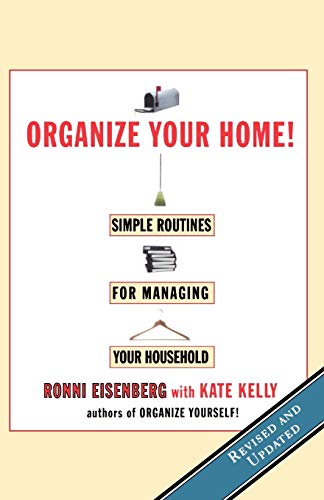 ORGANIZE YOUR HOME!
SIMPLE ROUTINES
FOR MANAGING
YOUR HOUSEHOLD
RONNI EISENBERG with KATE KELLY
authors of ORGANIZE YOURSELF!
REVISED AND
UPDATED